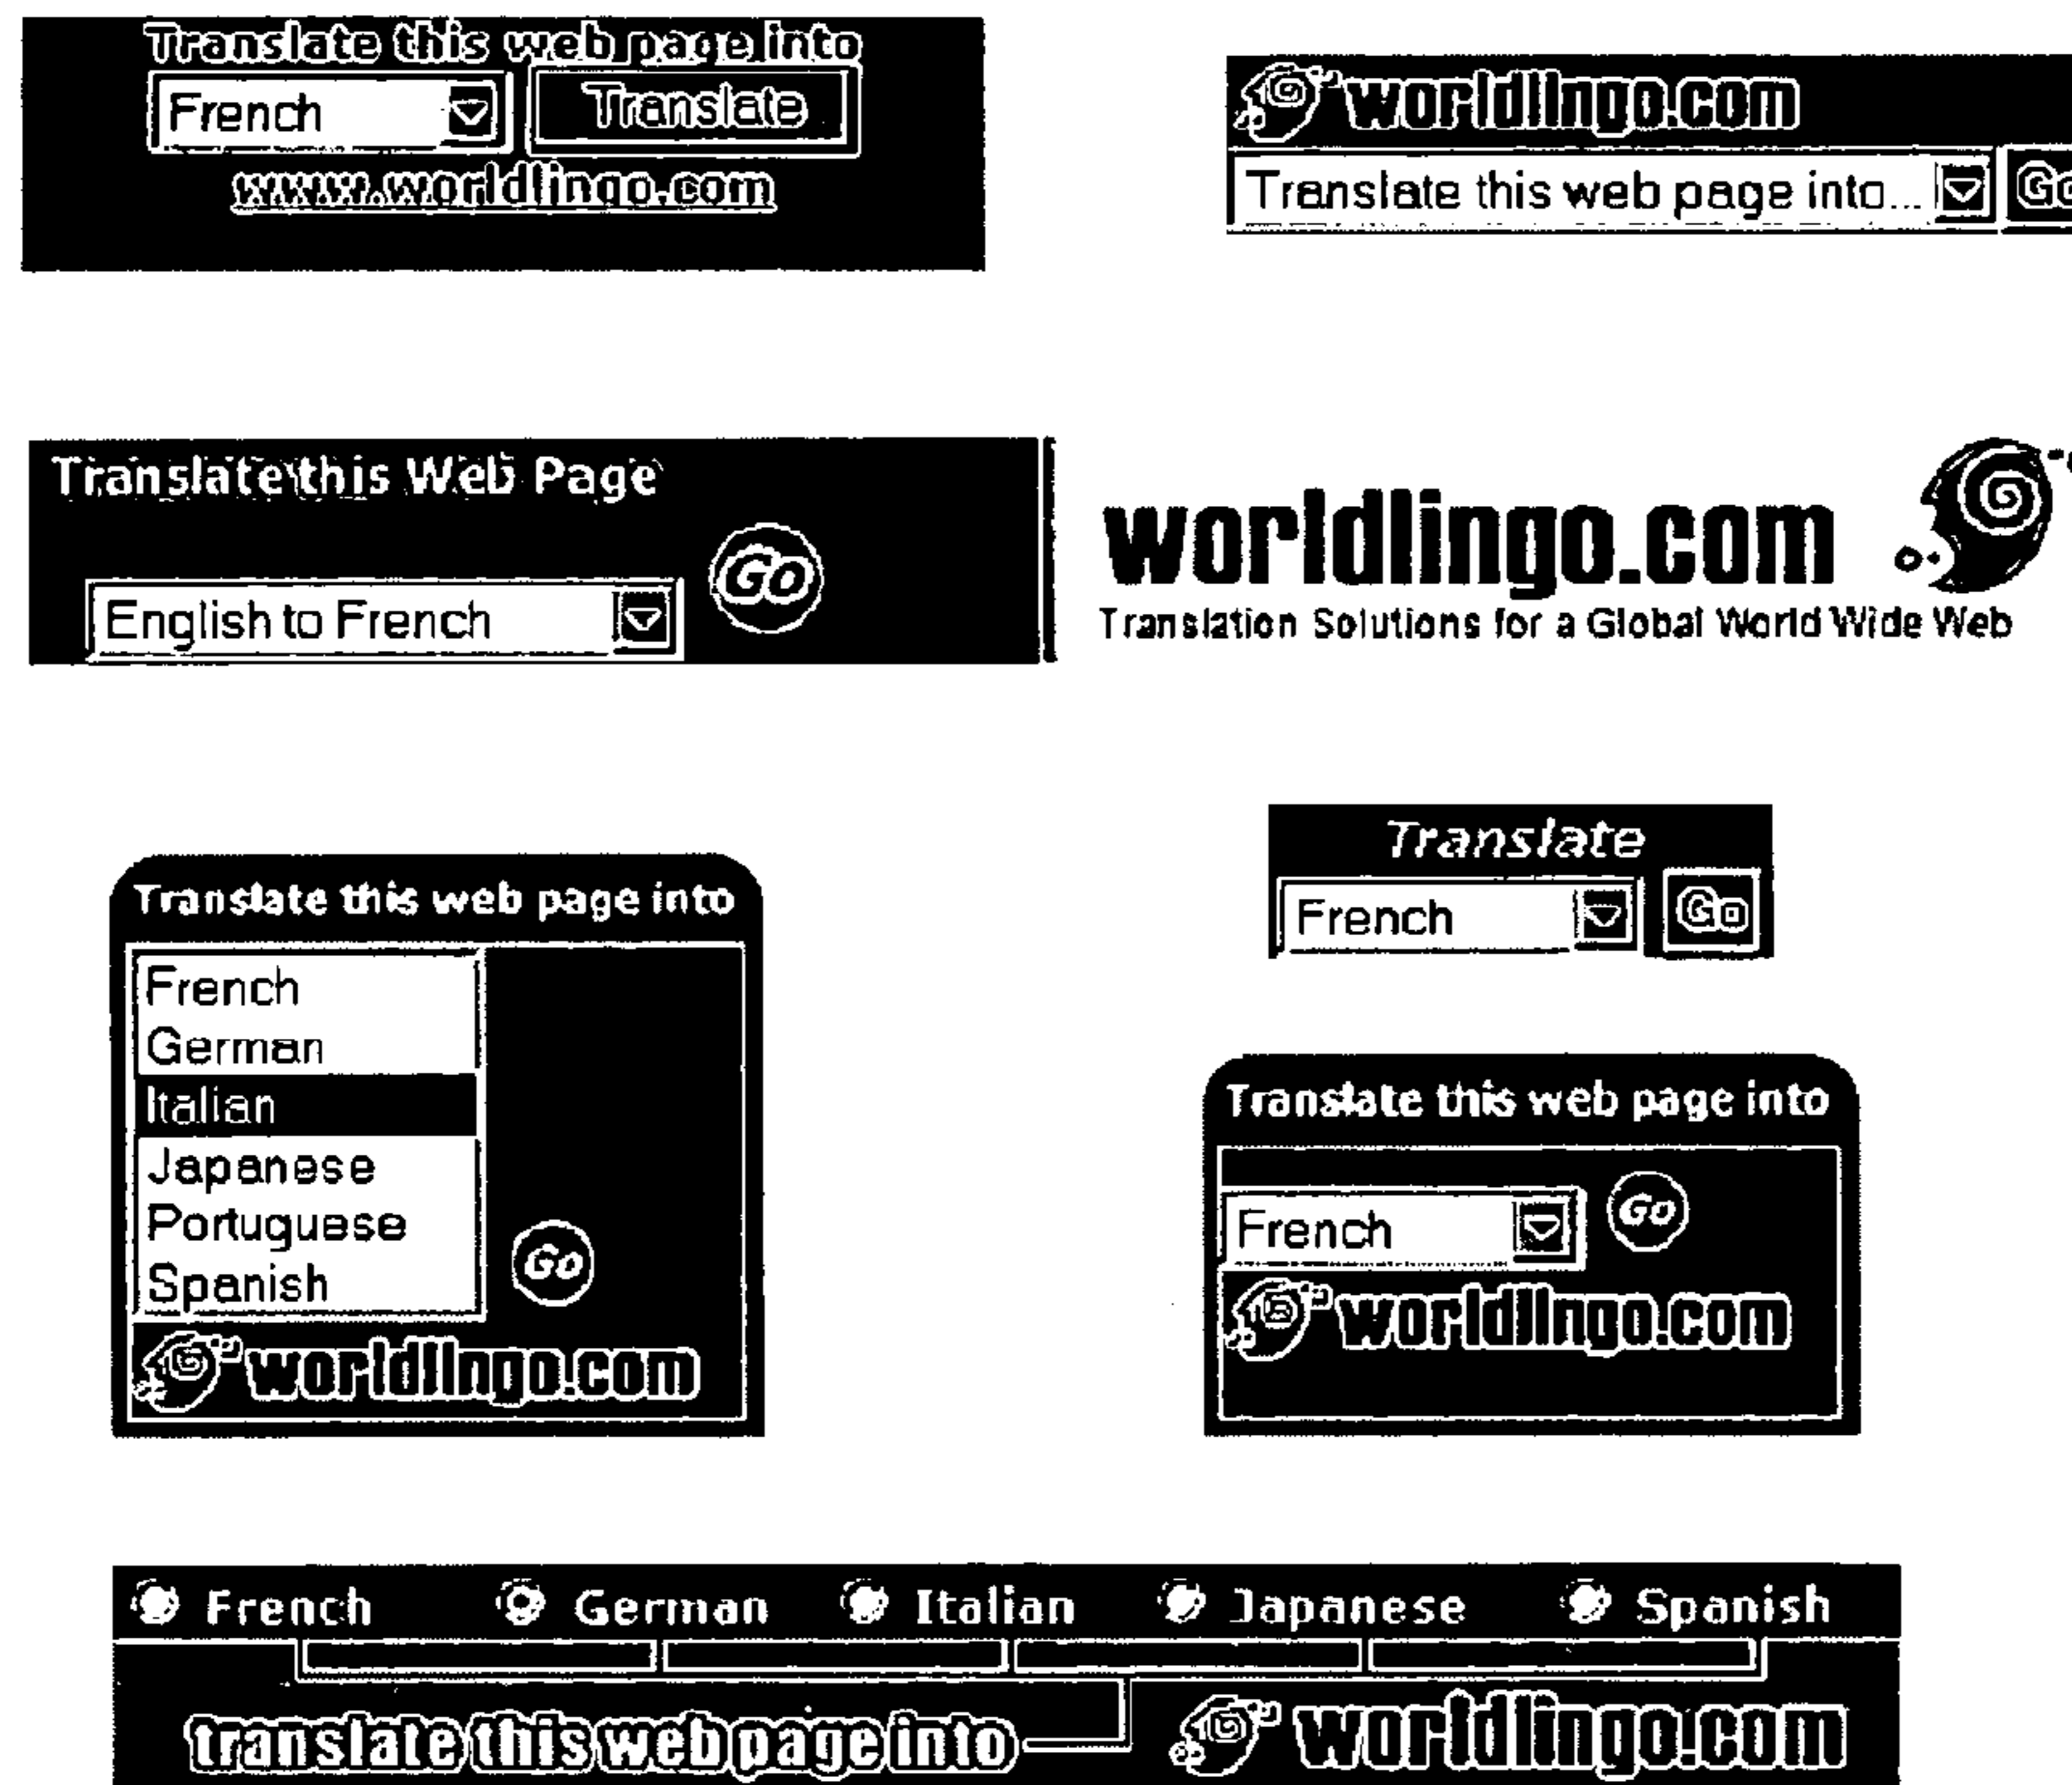 Translate this web page into
French Translate
www.worldlingo.com
worldlingo.com
Translate this web page into... Go
Translate this Web Page
Go
English to French
worldlingo.com
Translation Solutions for a Global World Wide Web
Translate
French Go
Translate this web page into
French
German
Italian
Japanese
Portuguese
Spanish
Go
worldlingo.com
Translate this web page into
French Go
worldlingo.com
French German Italian Japanese Spanish
translate this web page into worldlingo.com